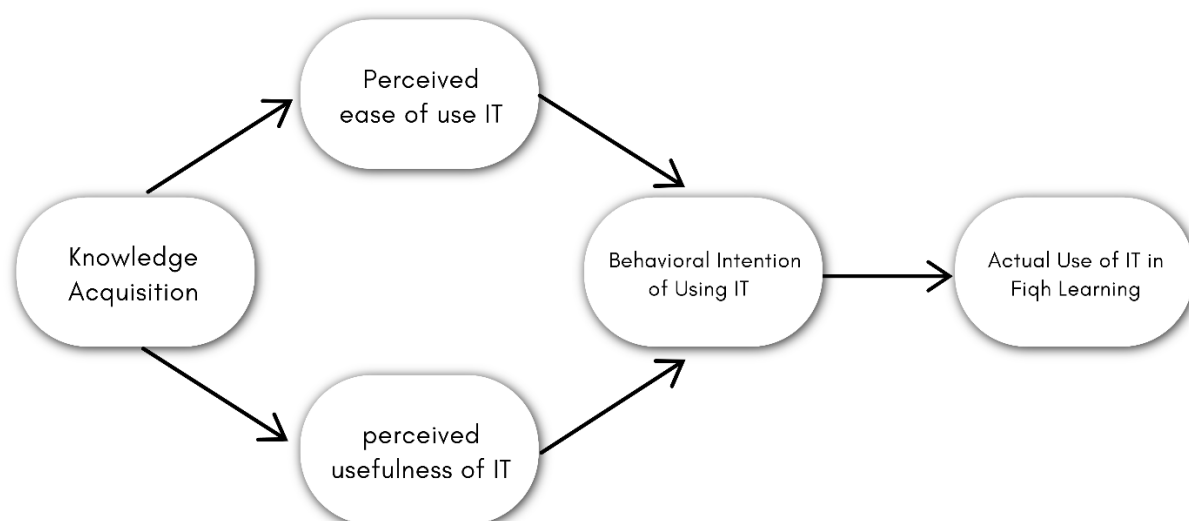 Perceived
ease of use IT
Knowledge
Acquisition
Behavioral Intention
of Using IT
Actual Use of IT in
Fiqh Learning
perceived
usefulness of IT